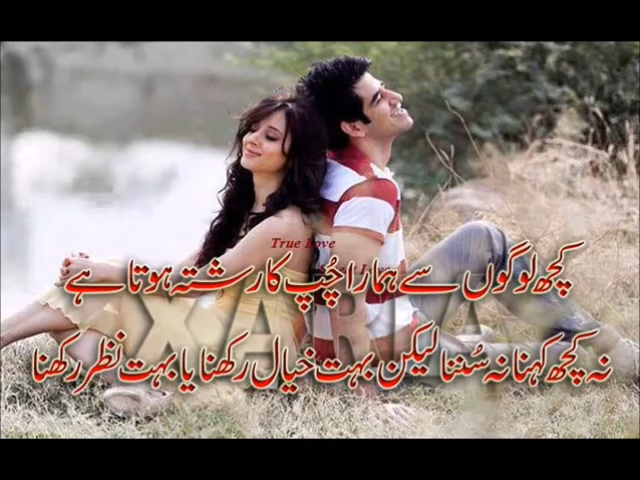 True Love
کچھ لوگوں سے ہمارا چُپ کا رشتہ ہوتا ہے
نہ کچھ کہنا نہ سُننا لیکن بہت خیال رکھنا یا بہت نظر رکھنا